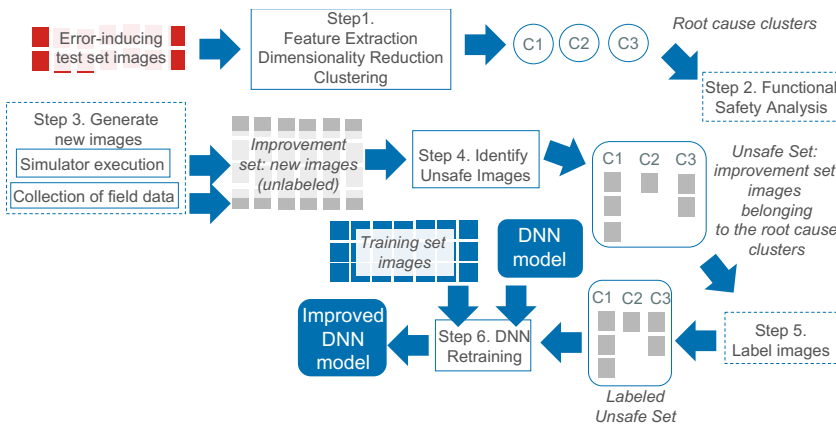 Error-inducing
test set images
Step1.
Feature Extraction
Dimensionality Reduction
Clustering
C1 C2 C3
Root cause clusters
Step 2. Functional
Safety Analysis
Step 3. Generate
new images
Simulator execution
Collection of field data
Improvement
set: new images
(unlabeled)
Step 4. Identify
Unsafe Images
C1 C2 C3
Unsafe Set:
improvement set
images
belonging
to the root cause
clusters
Training set
images
DNN
model
Improved
DNN
model
Step 6. DNN
Retraining
C1 C2 C3
Labeled
Unsafe Set
Step 5.
Label images